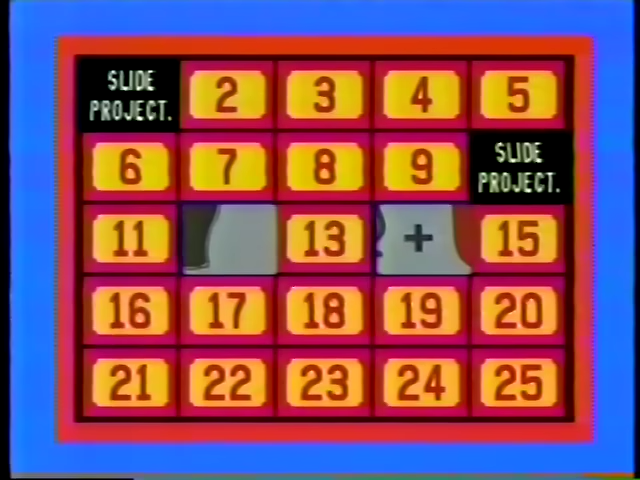 SLIDE
PROJECT.
2 3 4 5
6 7 8 9
SLIDE
PROJECT.
11 13 + 15
16 17 18 19 20
21 22 23 24 25